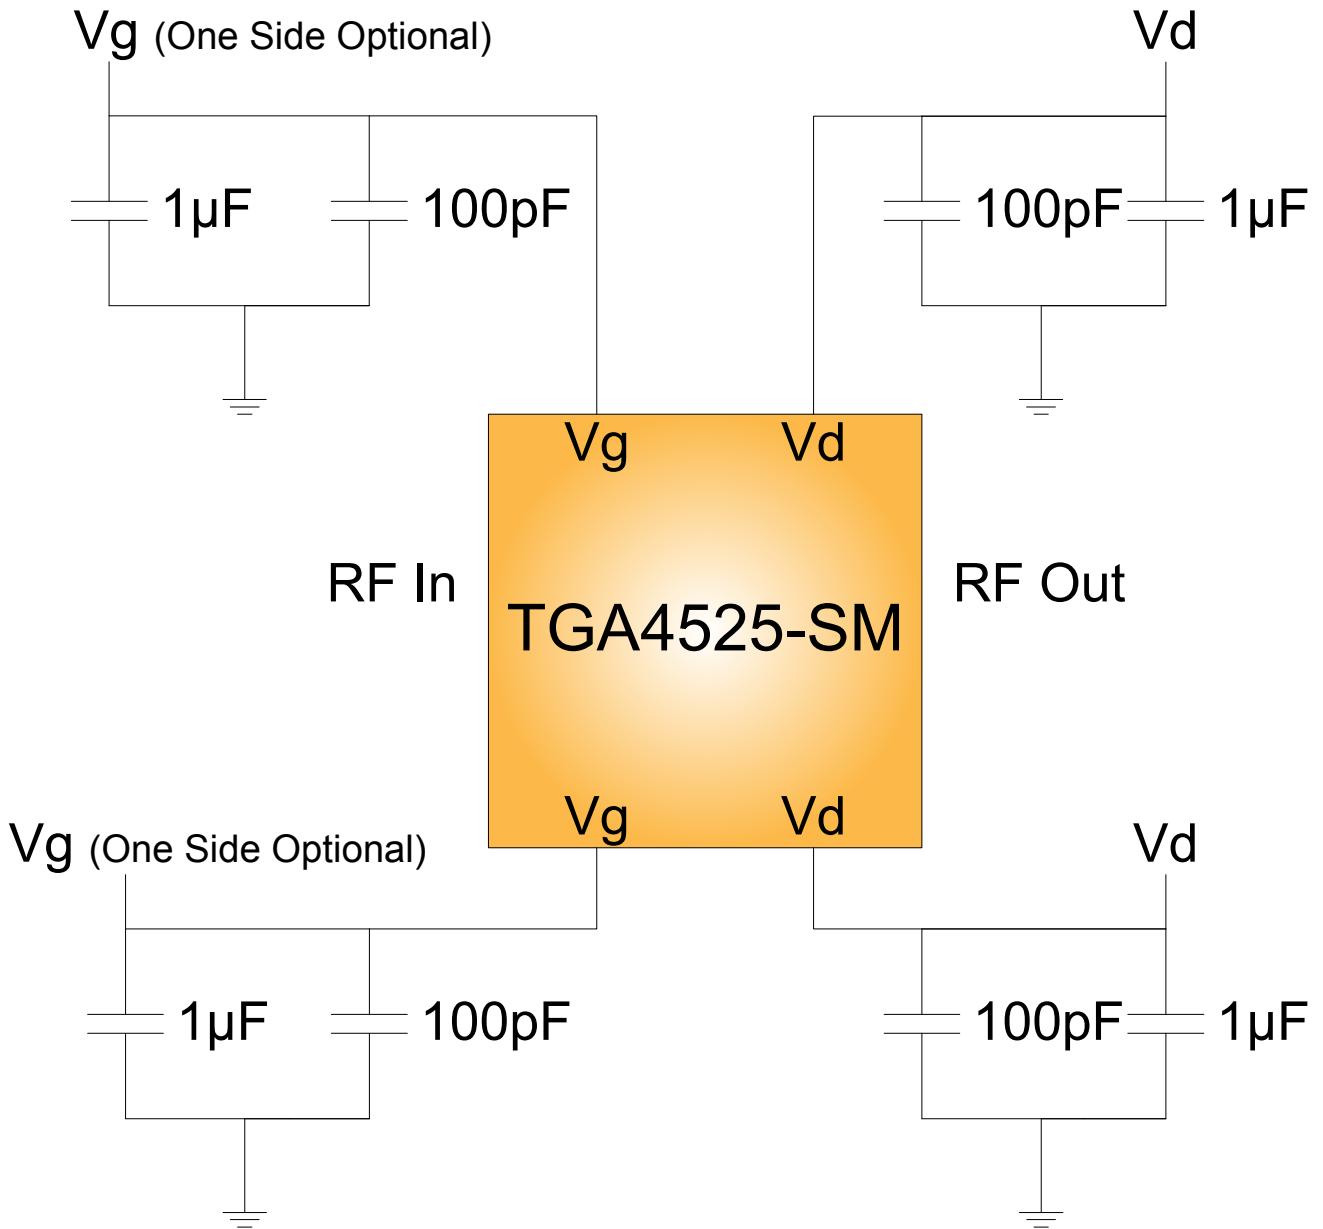 Vg (One Side Optional) Vd
1µF 100pF 100pF 1µF
Vg Vd
RF In RF Out
TGA4525-SM
Vg Vd
Vg (One Side Optional) Vd
1µF 100pF 100pF 1µF